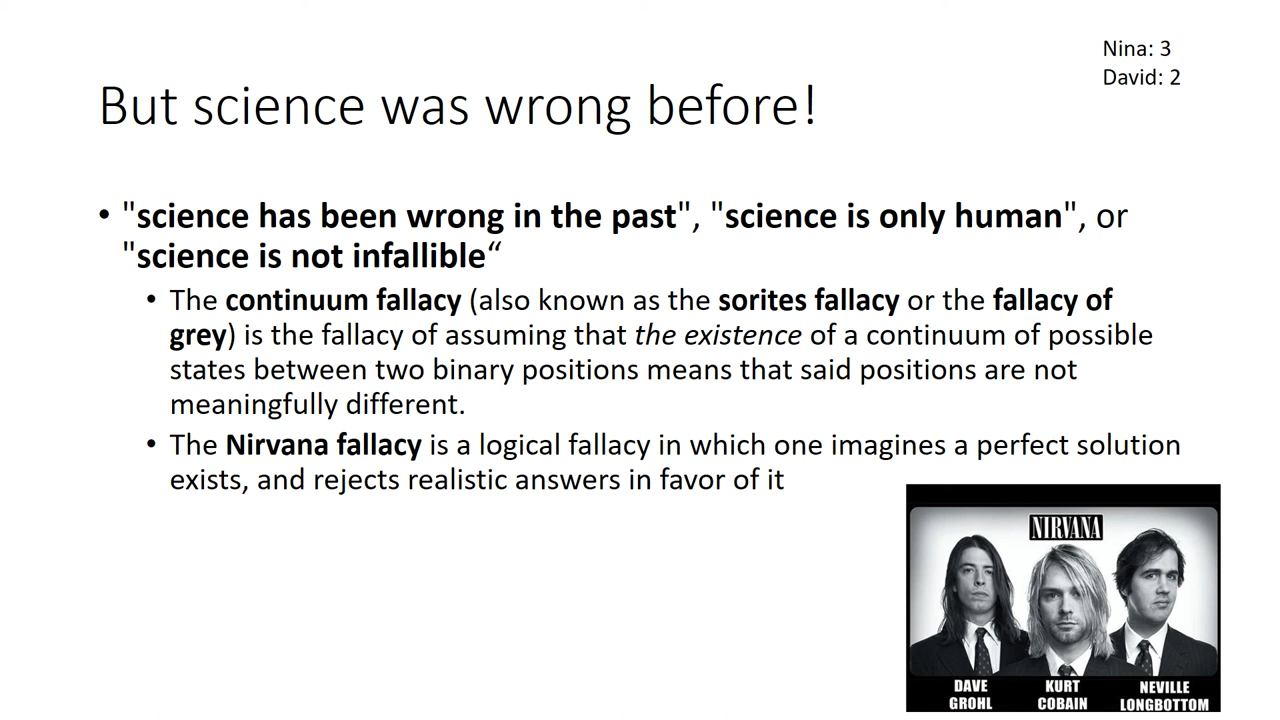 Nina: 3
David: 2
But science was wrong before!
• "science has been wrong in the past", "science is only human", or
"science is not infallible“
• The continuum fallacy (also known as the sorites fallacy or the fallacy of
grey) is the fallacy of assuming that the existence of a continuum of possible
states between two binary positions means that said positions are not
meaningfully different.
• The Nirvana fallacy is a logical fallacy in which one imagines a perfect solution
exists, and rejects realistic answers in favor of it
NIRVANA
DAVE
GROHL
KURT
COBAIN
NEVILLE
LONGBOTTOM